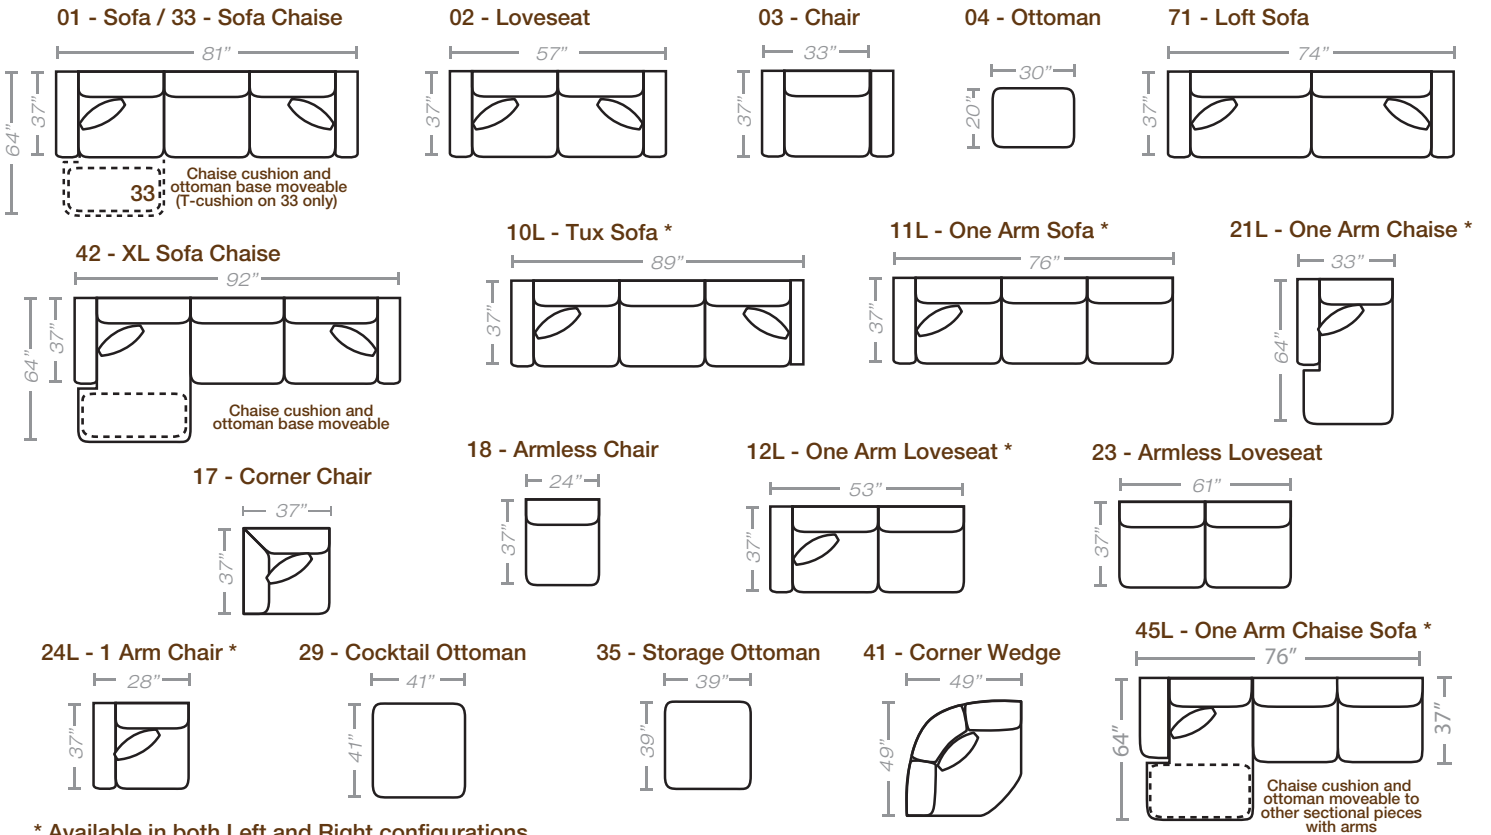 01 - Sofa / 33 - Sofa Chaise
81”
37”
64”
33
Chaise cushion and
ottoman base moveable
(T-cushion on 33 only)
02 - Loveseat
57”
37”
03 - Chair
33”
37”
04 - Ottoman
30”
20”
71 - Loft Sofa
74”
37”
42 - XL Sofa Chaise
92”
37”
64”
Chaise cushion and
ottoman base moveable
10L - Tux Sofa *
89”
37”
11L - One Arm Sofa *
76”
37”
21L - One Arm Chaise *
33”
64”
17 - Corner Chair
37”
37”
18 - Armless Chair
24”
37”
12L - One Arm Loveseat *
53”
37”
23 - Armless Loveseat
61”
37”
24L - 1 Arm Chair *
28”
37”
29 - Cocktail Ottoman
41”
41”
35 - Storage Ottoman
39”
39”
41 - Corner Wedge
49”
49”
45L - One Arm Chaise Sofa *
76”
64”
37”
Chaise cushion and
ottoman moveable to
other sectional pieces
with arms
* Available in both Left and Right configurations